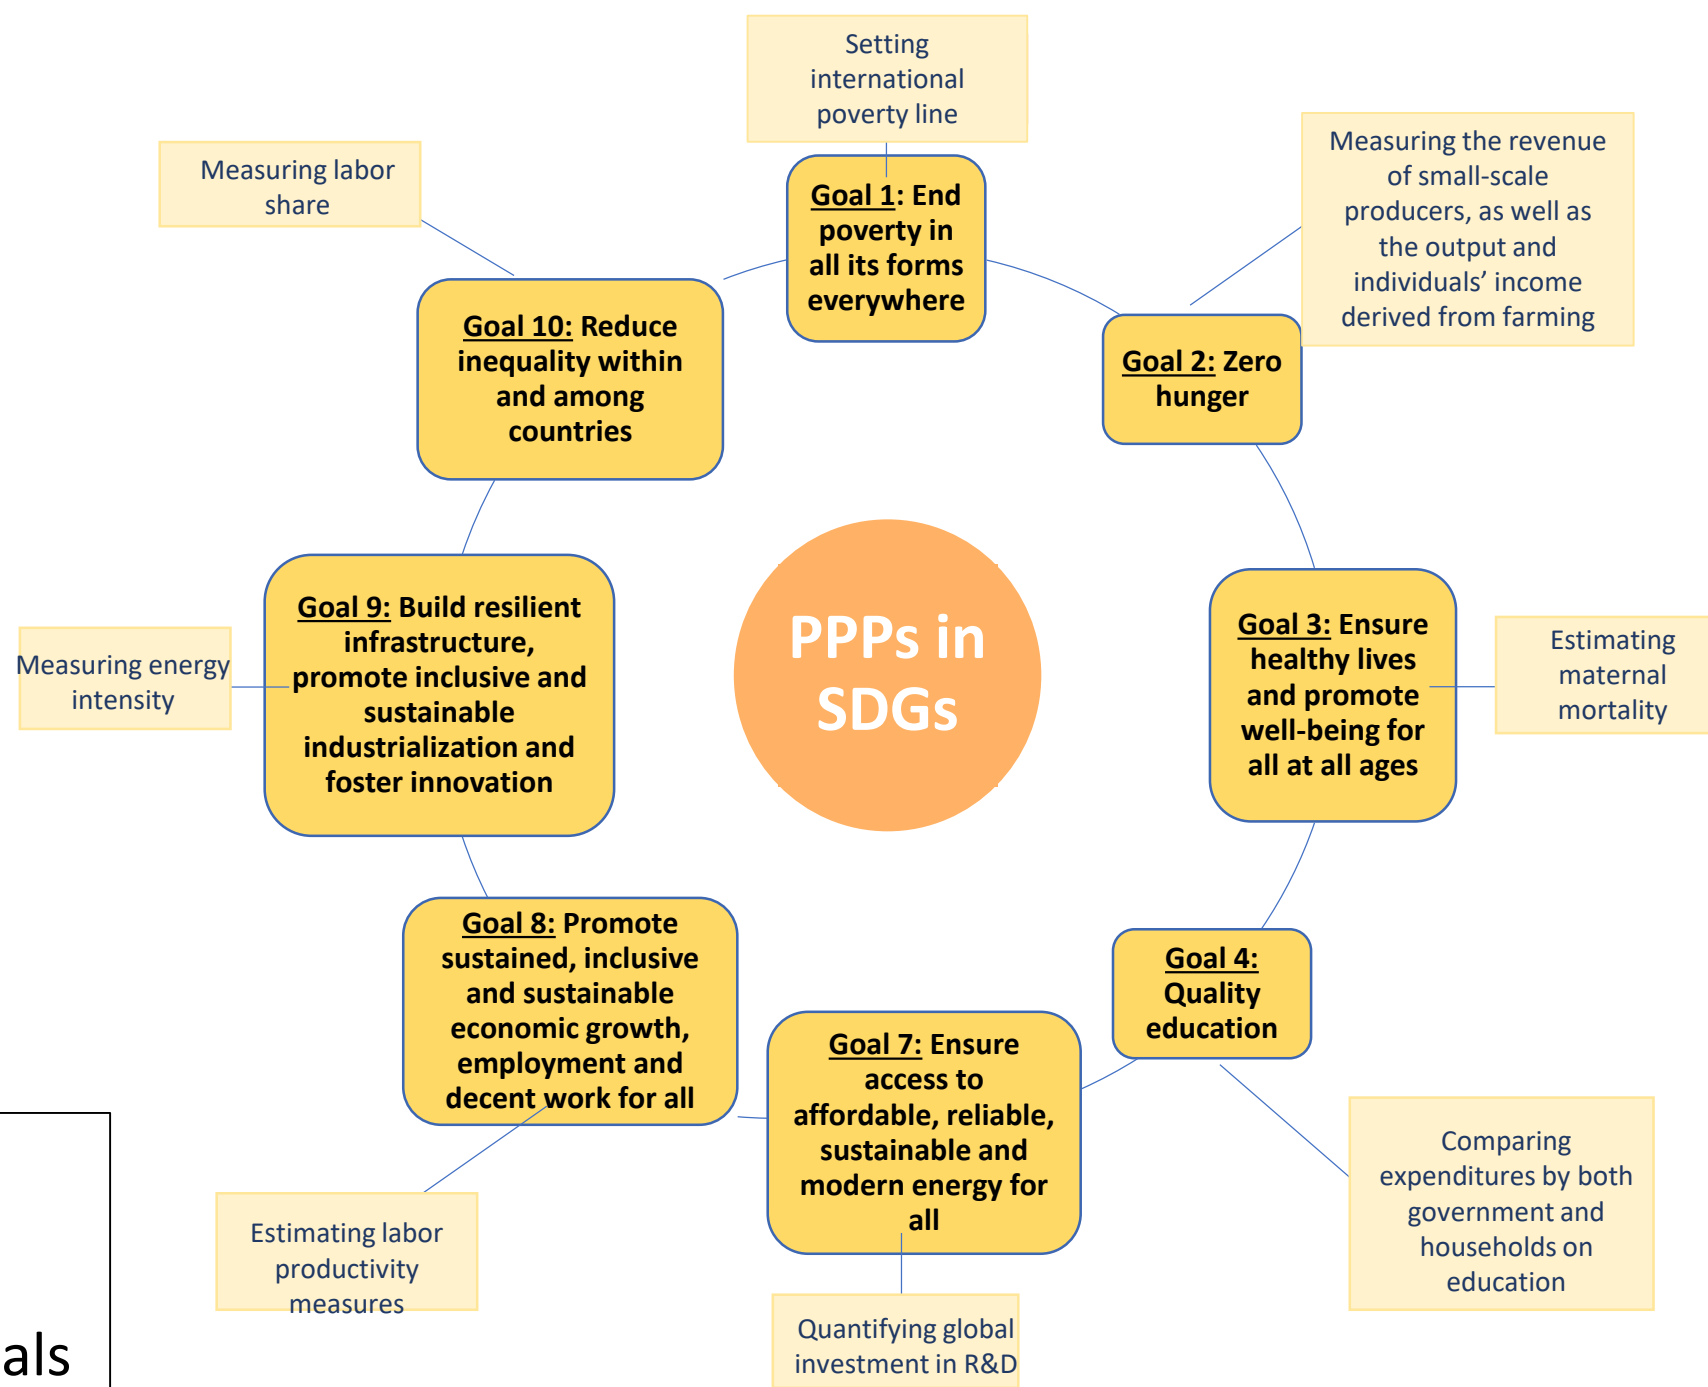 Setting
international
poverty line
Goal 1: End
poverty in
all its forms
everywhere
Measuring the revenue
of small-scale
producers, as well as
the output and
individuals’ income
derived from farming
Goal 2: Zero
hunger
Goal 3: Ensure
healthy lives
and promote
well-being for
all at all ages
Estimating
maternal
mortality
Goal 4:
Quality
education
Comparing
expenditures by both
government and
households on
education
Goal 7: Ensure
access to
affordable, reliable,
sustainable and
modern energy for
all
Quantifying global
investment in R&D
Goal 8: Promote
sustained, inclusive
and sustainable
economic growth,
employment and
decent work for all
Estimating labor
productivity
measures
Goal 9: Build resilient
infrastructure,
promote inclusive and
sustainable
industrialization and
foster innovation
Measuring energy
intensity
Goal 10: Reduce
inequality within
and among
countries
Measuring labor
share
PPPs in
SDGs
als